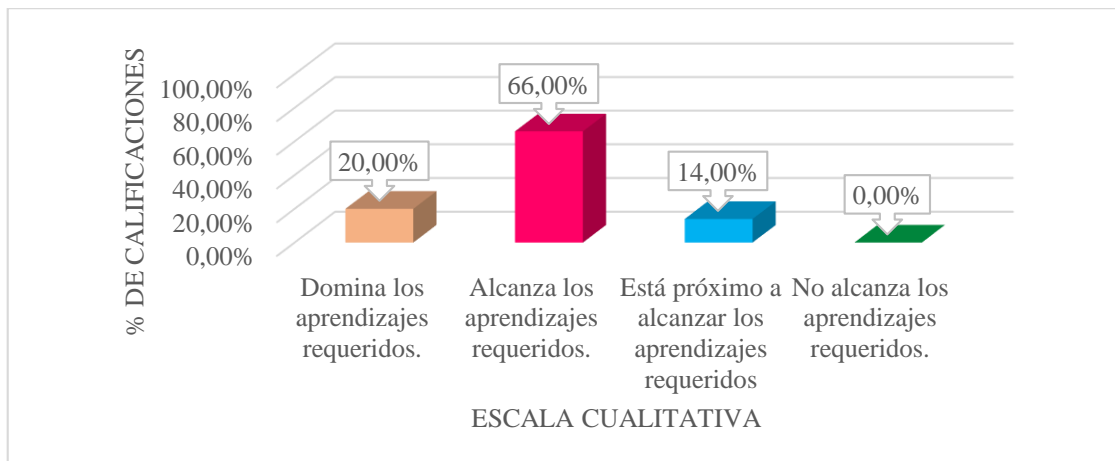 % DE CALIFICACIONES
100,00%
80,00%
60,00%
40,00%
20,00%
0,00%
20,00%
66,00%
14,00%
0,00%
Domina los
aprendizajes
requeridos.
Alcanza los
aprendizajes
requeridos.
Está próximo a
alcanzar los
aprendizajes
requeridos
No alcanza los
aprendizajes
requeridos.
ESCALA CUALITATIVA